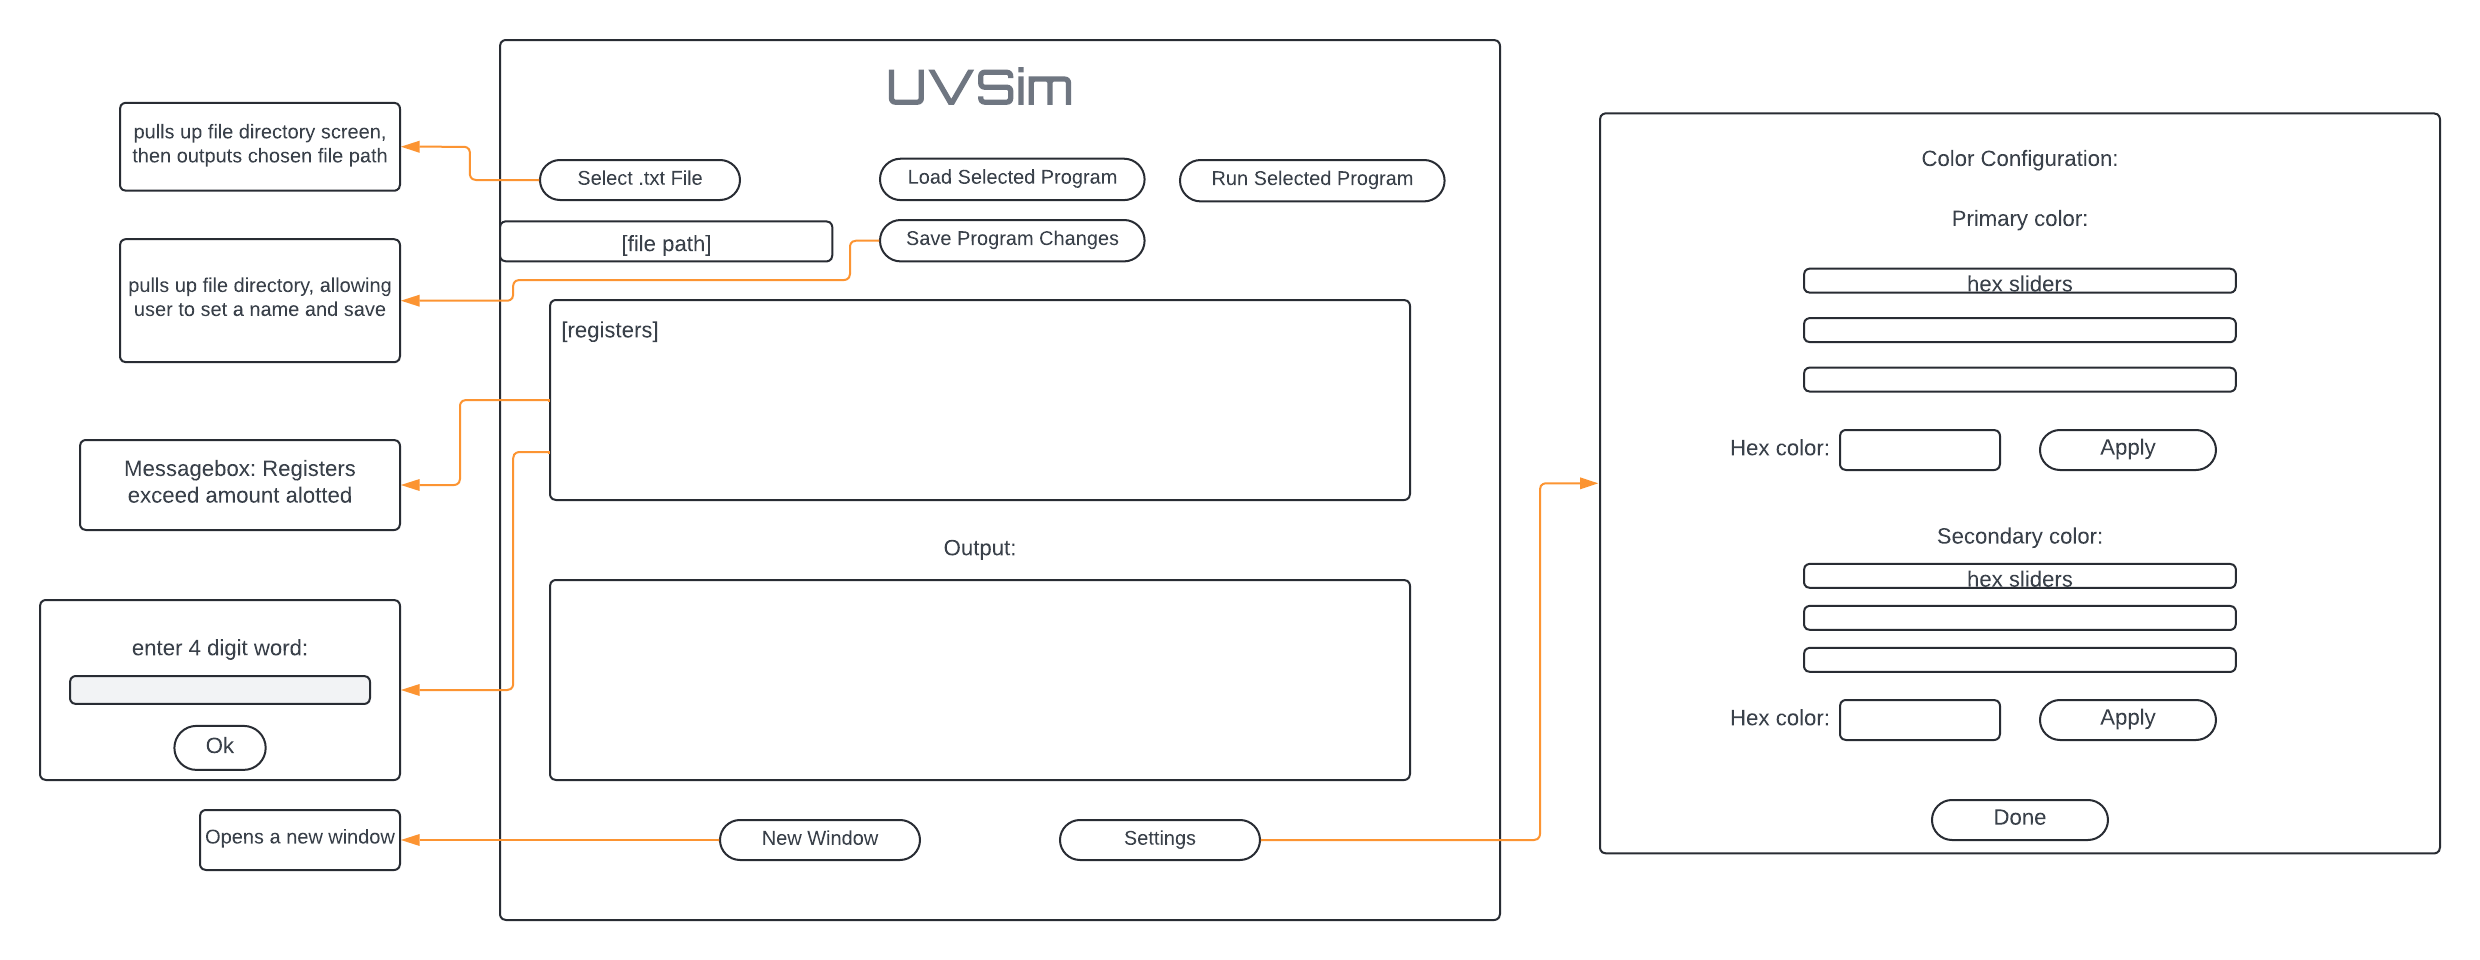 UVSim
pulls up file directory screen,
then outputs chosen file path
Select .txt File
Load Selected Program
Run Selected Program
[file path]
Save Program Changes
pulls up file directory, allowing
user to set a name and save
[registers]
Messagebox: Registers
exceed amount alotted
Output:
enter 4 digit word:
Ok
Opens a new window
New Window
Settings
Color Configuration:
Primary color:
hex sliders
Hex color:
Apply
Secondary color:
hex sliders
Hex color:
Apply
Done